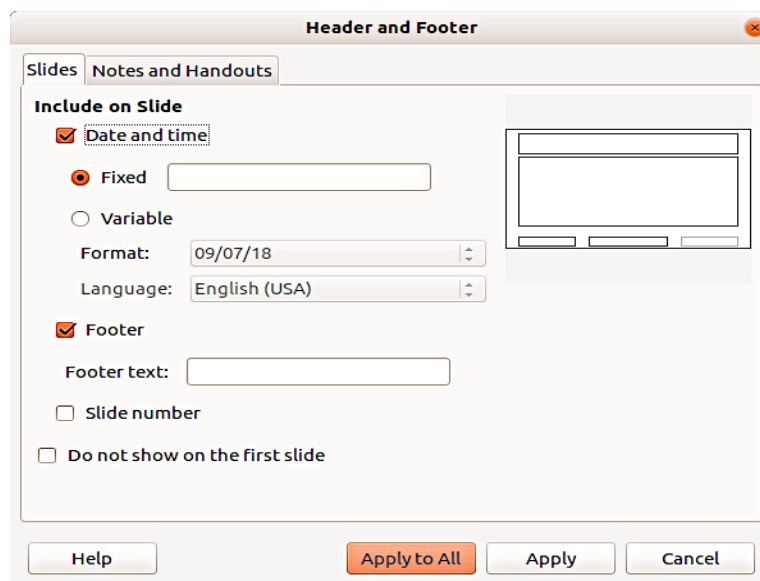 Header and Footer
Slides Notes and Handouts
Include on Slide
Date and time
Fixed
Variable
Format: 09/07/18
Language: English (USA)
Footer
Footer text:
Slide number
Do not show on the first slide
Help Apply to All Apply Cancel